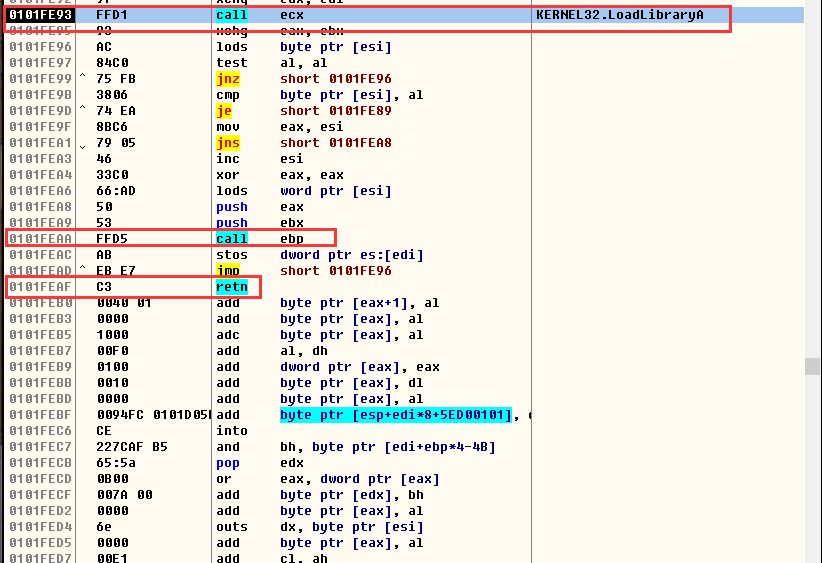 0101FE93 FFD1 call ecx KERNEL32.LoadLibraryA
0101FE95 93 xchg eax, ebx
0101FE96 AC lods byte ptr [esi]
0101FE97 84C0 test al, al
0101FE99 ^ 75 FB jnz short 0101FE96
0101FE9B 3806 cmp byte ptr [esi], al
0101FE9D ^ 74 EA je short 0101FE89
0101FE9F 8BC6 mov eax, esi
0101FEA1 79 05 jns short 0101FEA8
0101FEA3 46 inc esi
0101FEA4 33C0 xor eax, eax
0101FEA6 66:AD lods word ptr [esi]
0101FEA8 50 push eax
0101FEA9 53 push ebx
0101FEAA FFD5 call ebp
0101FEAC AB stos dword ptr es:[edi]
0101FEAD ^ EB E7 jmp short 0101FE96
0101FEAF C3 retn
0101FEB0 0040 01 add byte ptr [eax+1], al
0101FEB3 0000 add byte ptr [eax], al
0101FEB5 1000 adc byte ptr [eax], al
0101FEB7 00F0 add al, dh
0101FEB9 0100 add dword ptr [eax], eax
0101FEBB 0010 add byte ptr [eax], dl
0101FEBD 0000 add byte ptr [eax], al
0101FEBF 0094FC 0101D05 add byte ptr [esp+edi*8+5ED00101],
0101FEC6 CE into
0101FEC7 227CAF B5 and bh, byte ptr [edi+ebp*4-4B]
0101FECB 65:5a pop edx
0101FECD 0B00 or eax, dword ptr [eax]
0101FECF 007A 00 add byte ptr [edx], bh
0101FED2 0000 add byte ptr [eax], al
0101FED4 6e outs dx, byte ptr [esi]
0101FED5 0000 add byte ptr [eax], al
0101FED7 00E1 add cl, ah